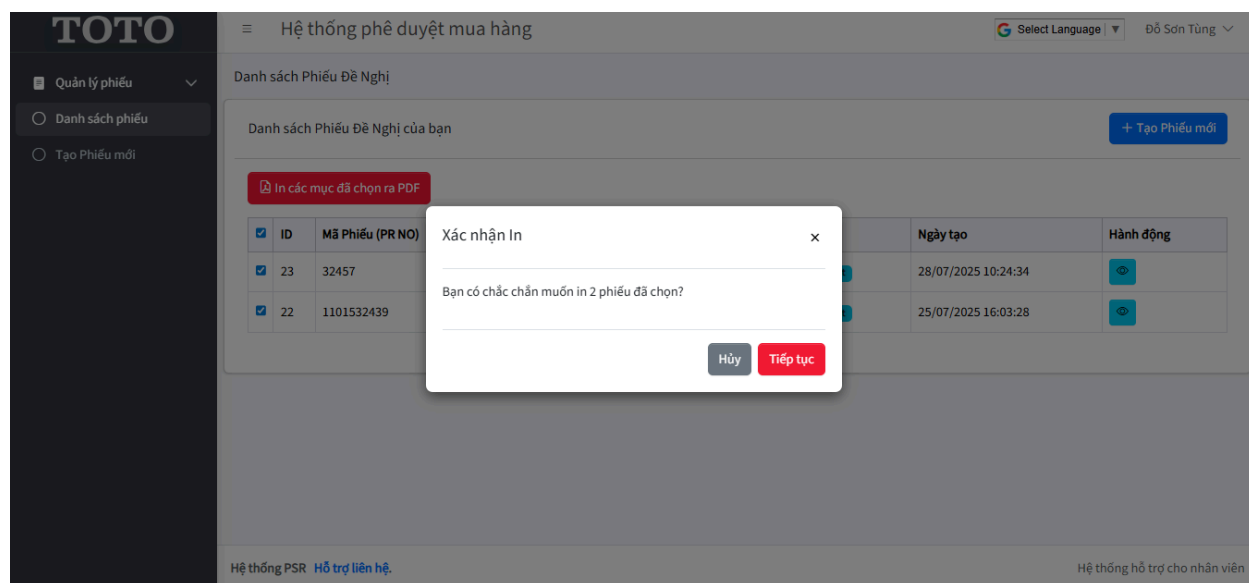 TOTO
≡ Hệ thống phê duyệt mua hàng
Select Language ▼
Đỗ Sơn Tùng
Quản lý phiếu
Danh sách phiếu
Tạo Phiếu mới
Danh sách Phiếu Đề Nghị
Danh sách Phiếu Đề Nghị của bạn
+ Tạo Phiếu mới
In các mục đã chọn ra PDF
ID Mã Phiếu (PR NO) Ngày tạo Hành động
23 32457 28/07/2025 10:24:34
22 1101532439 25/07/2025 16:03:28
Xác nhận In ×
Bạn có chắc chắn muốn in 2 phiếu đã chọn?
Hủy Tiếp tục
Hệ thống PSR Hỗ trợ liên hệ.
Hệ thống hỗ trợ cho nhân viên